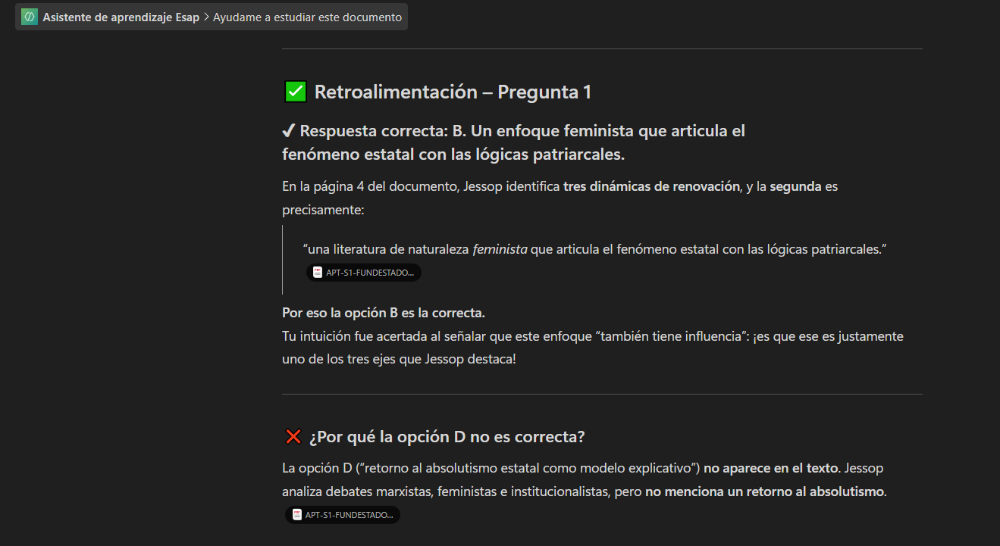 Asistente de aprendizaje Esap > Ayudame a estudiar este documento
Retroalimentación – Pregunta 1
Respuesta correcta: B. Un enfoque feminista que articula el
fenómeno estatal con las lógicas patriarcales.
En la página 4 del documento, Jessop identifica tres dinámicas de renovación, y la segunda es
precisamente:
“una literatura de naturaleza feminista que articula el fenómeno estatal con las lógicas patriarcales.”
APT-S1-FUNDESTADO...
Por eso la opción B es la correcta.
Tu intuición fue acertada al señalar que este enfoque “también tiene influencia”: ¡es que ese es justamente
uno de los tres ejes que Jessop destaca!
¿Por qué la opción D no es correcta?
La opción D (“retorno al absolutismo estatal como modelo explicativo”) no aparece en el texto. Jessop
analiza debates marxistas, feministas e institucionalistas, pero no menciona un retorno al absolutismo.
APT-S1-FUNDESTADO...